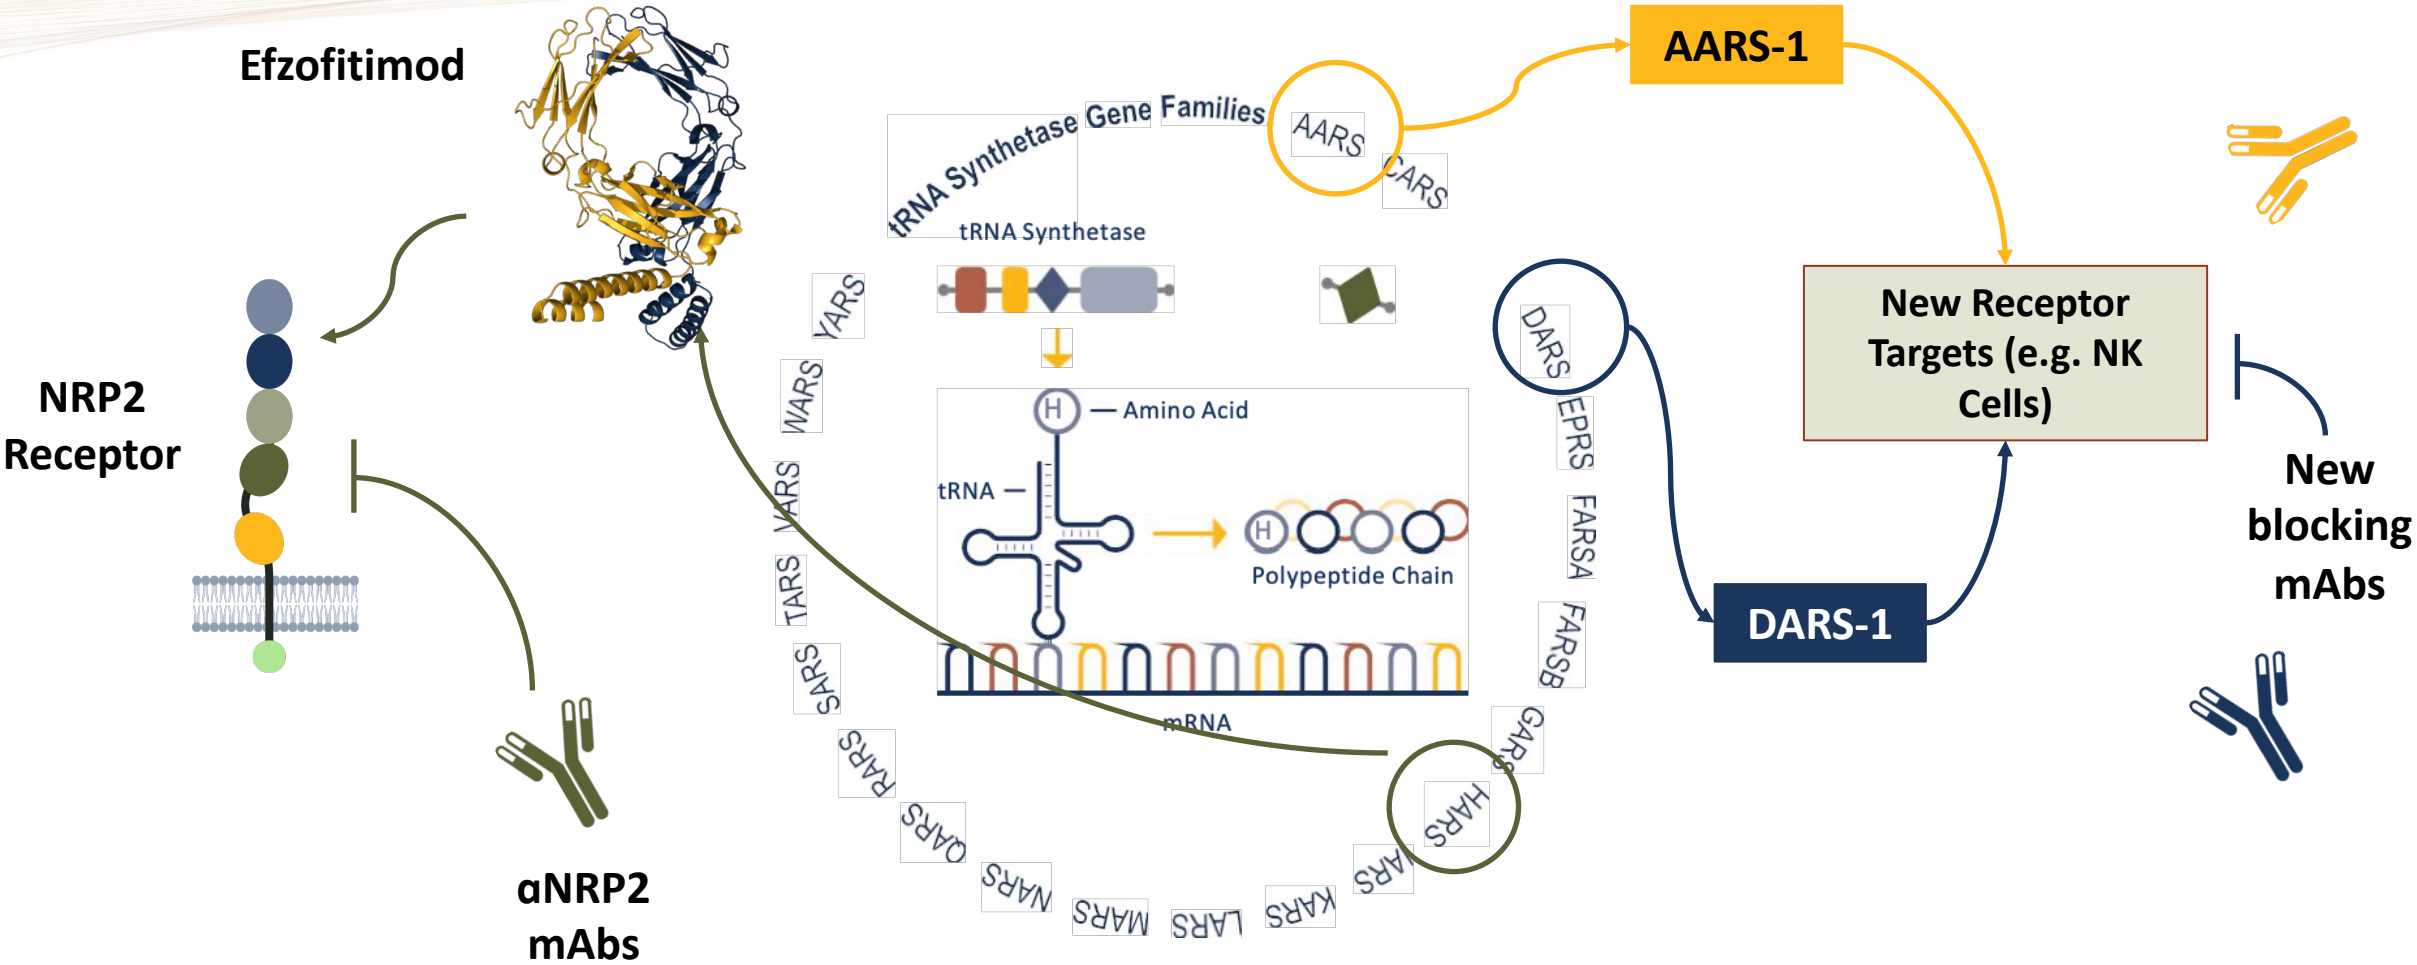 Efzofitimod
NRP2
Receptor
αNRP2
mAbs
tRNA Synthetase Gene Families
AARS
CARS
DARS
EPRS
FARSA
FARSB
GARS
HARS
IARS
KARS
LARS
MARS
NARS
QARS
RARS
SARS
TARS
VARS
WARS
YARS
tRNA Synthetase
H
Amino Acid
tRNA
H
Polypeptide Chain
mRNA
AARS-1
DARS-1
New Receptor
Targets (e.g. NK
Cells)
New
blocking
mAbs